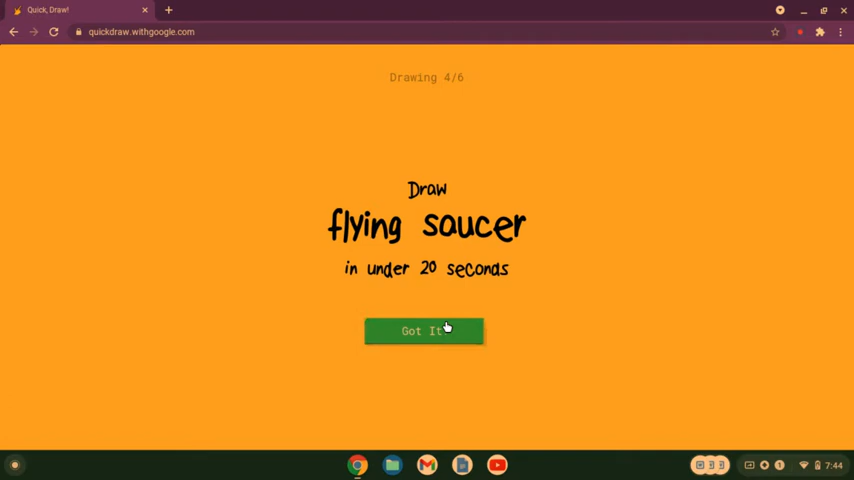 Quick, Draw!
quickdraw.withgoogle.com
Drawing 4/6
Draw
flying saucer
in under 20 seconds
Got It
7:44